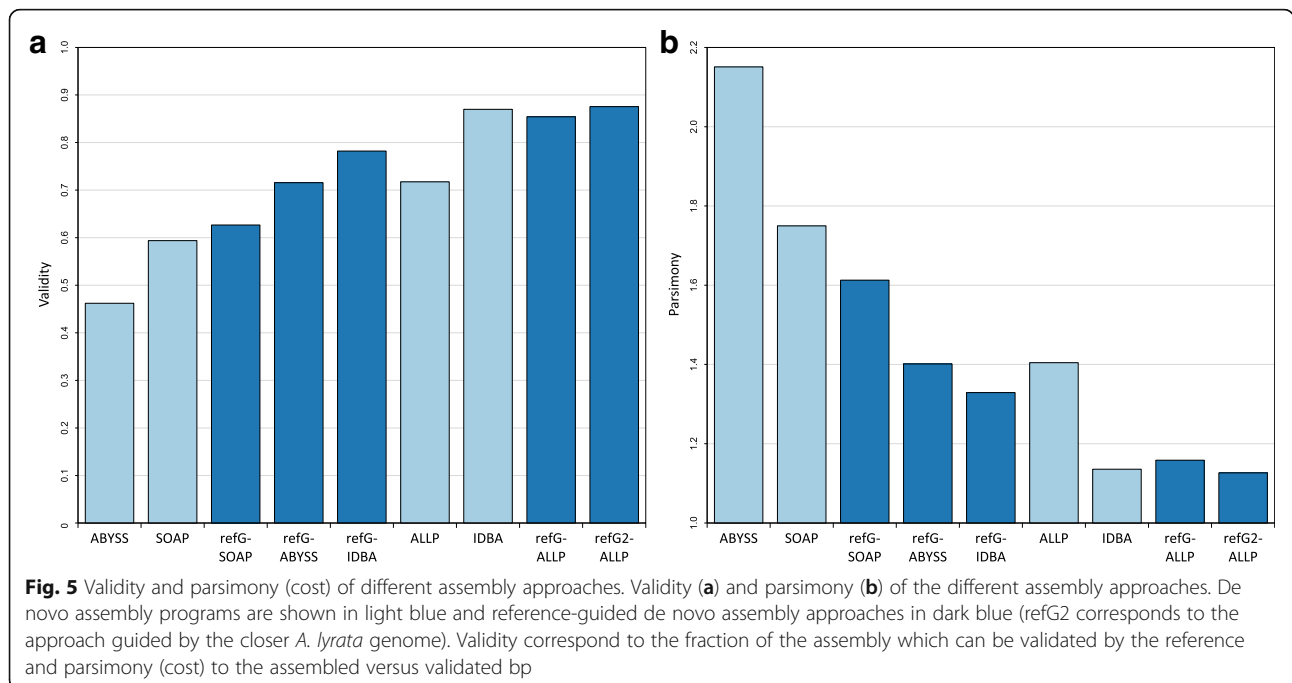 a
1.0
0.9
0.8
0.7
0.6
0.5
0.4
0.3
0.2
0.1
0
Validity
ABYSS
SOAP
refG-
SOAP
refG-
ABYSS
refG-
IDBA
ALLP
IDBA
refG-
ALLP
refG2-
ALLP
b
2.2
2.0
1.8
1.6
1.4
1.2
1.0
Parsimony
ABYSS
SOAP
refG-
SOAP
refG-
ABYSS
refG-
IDBA
ALLP
IDBA
refG-
ALLP
refG2-
ALLP
Fig. 5 Validity and parsimony (cost) of different assembly approaches. Validity (a) and parsimony (b) of the different assembly approaches. De
novo assembly programs are shown in light blue and reference-guided de novo assembly approaches in dark blue (refG2 corresponds to the
approach guided by the closer A. lyrata genome). Validity correspond to the fraction of the assembly which can be validated by the reference
and parsimony (cost) to the assembled versus validated bp